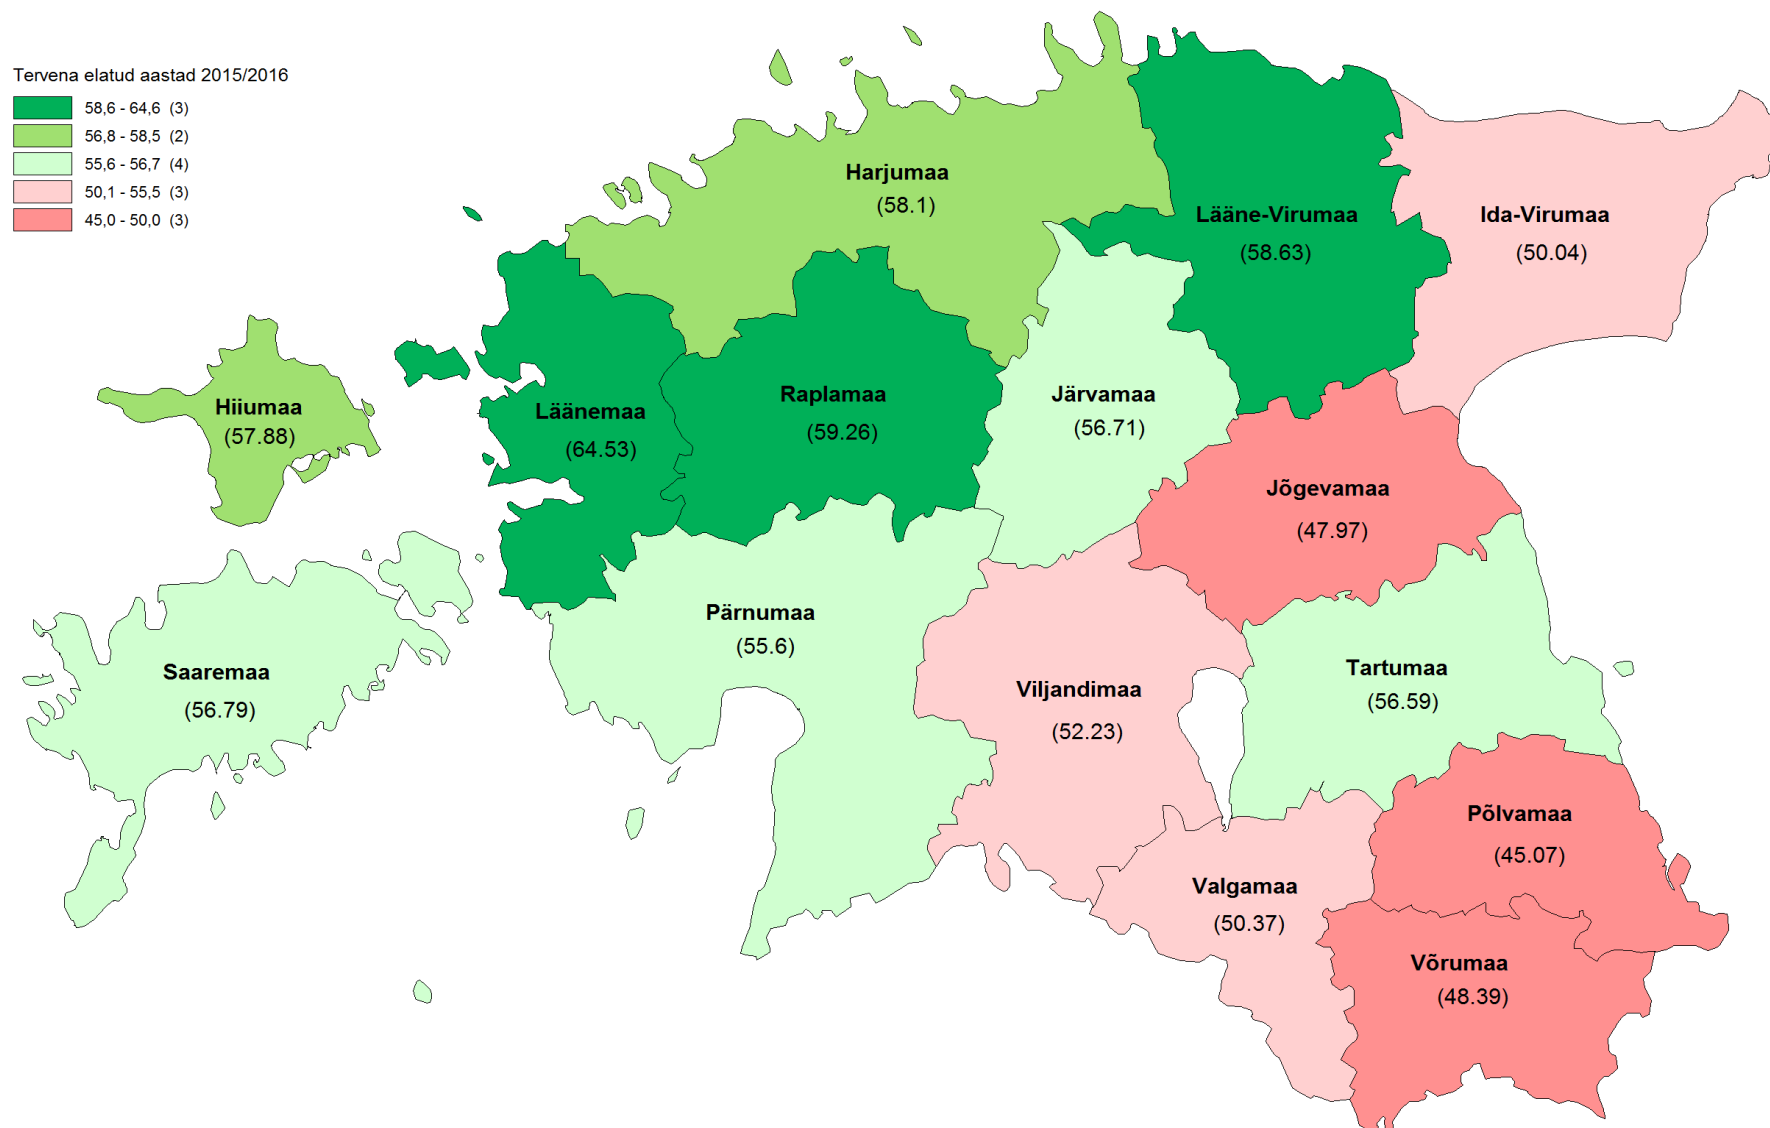 Tervena elatud aastad 2015/2016
58,6 - 64,6 (3)
56,8 - 58,5 (2)
55,6 - 56,7 (4)
50,1 - 55,5 (3)
45,0 - 50,0 (3)
Harjumaa
(58.1)
Lääne-Virumaa
(58.63)
Ida-Virumaa
(50.04)
Hiiumaa
(57.88)
Läänemaa
(64.53)
Raplamaa
(59.26)
Järvamaa
(56.71)
Jõgevamaa
(47.97)
Saaremaa
(56.79)
Pärnumaa
(55.6)
Viljandimaa
(52.23)
Tartumaa
(56.59)
Põlvamaa
(45.07)
Valgamaa
(50.37)
Võrumaa
(48.39)